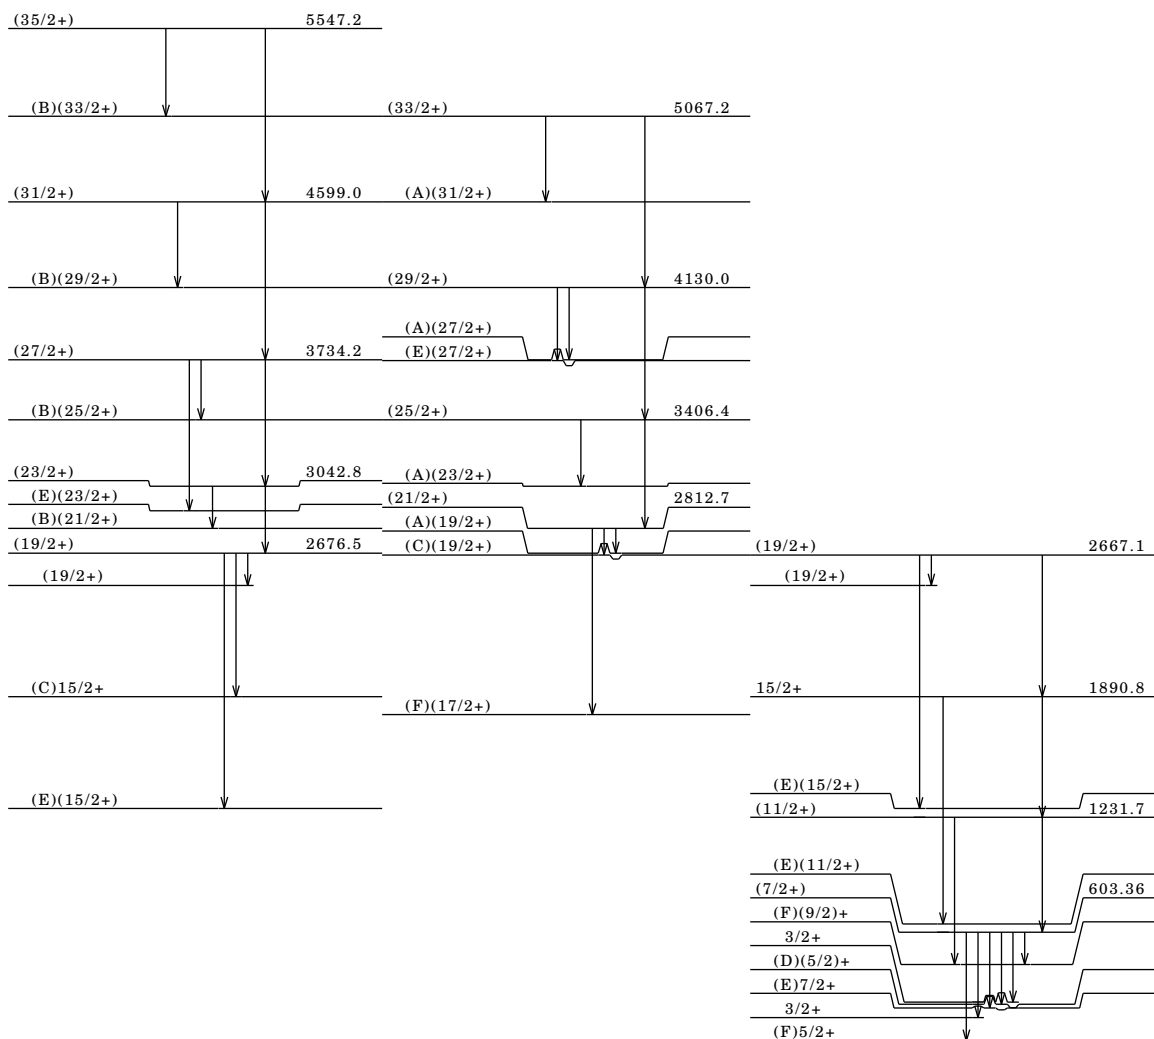 (35/2+) 5547.2
(B)(33/2+) (33/2+) 5067.2
(31/2+) 4599.0 (A)(31/2+)
(B)(29/2+) (29/2+) 4130.0
(A)(27/2+)
(27/2+) 3734.2 (E)(27/2+)
(B)(25/2+) (25/2+) 3406.4
(23/2+) 3042.8 (A)(23/2+)
(E)(23/2+) (21/2+) 2812.7
(B)(21/2+) (A)(19/2+)
(19/2+) 2676.5 (C)(19/2+) (19/2+) 2667.1
(19/2+) (19/2+)
(C)15/2+ 15/2+ 1890.8
(F)(17/2+)
(E)(15/2+)
(E)(15/2+)
(11/2+) 1231.7
(E)(11/2+)
(7/2+) 603.36
(F)(9/2)+
3/2+
(D)(5/2)+
(E)7/2+
3/2+
(F)5/2+